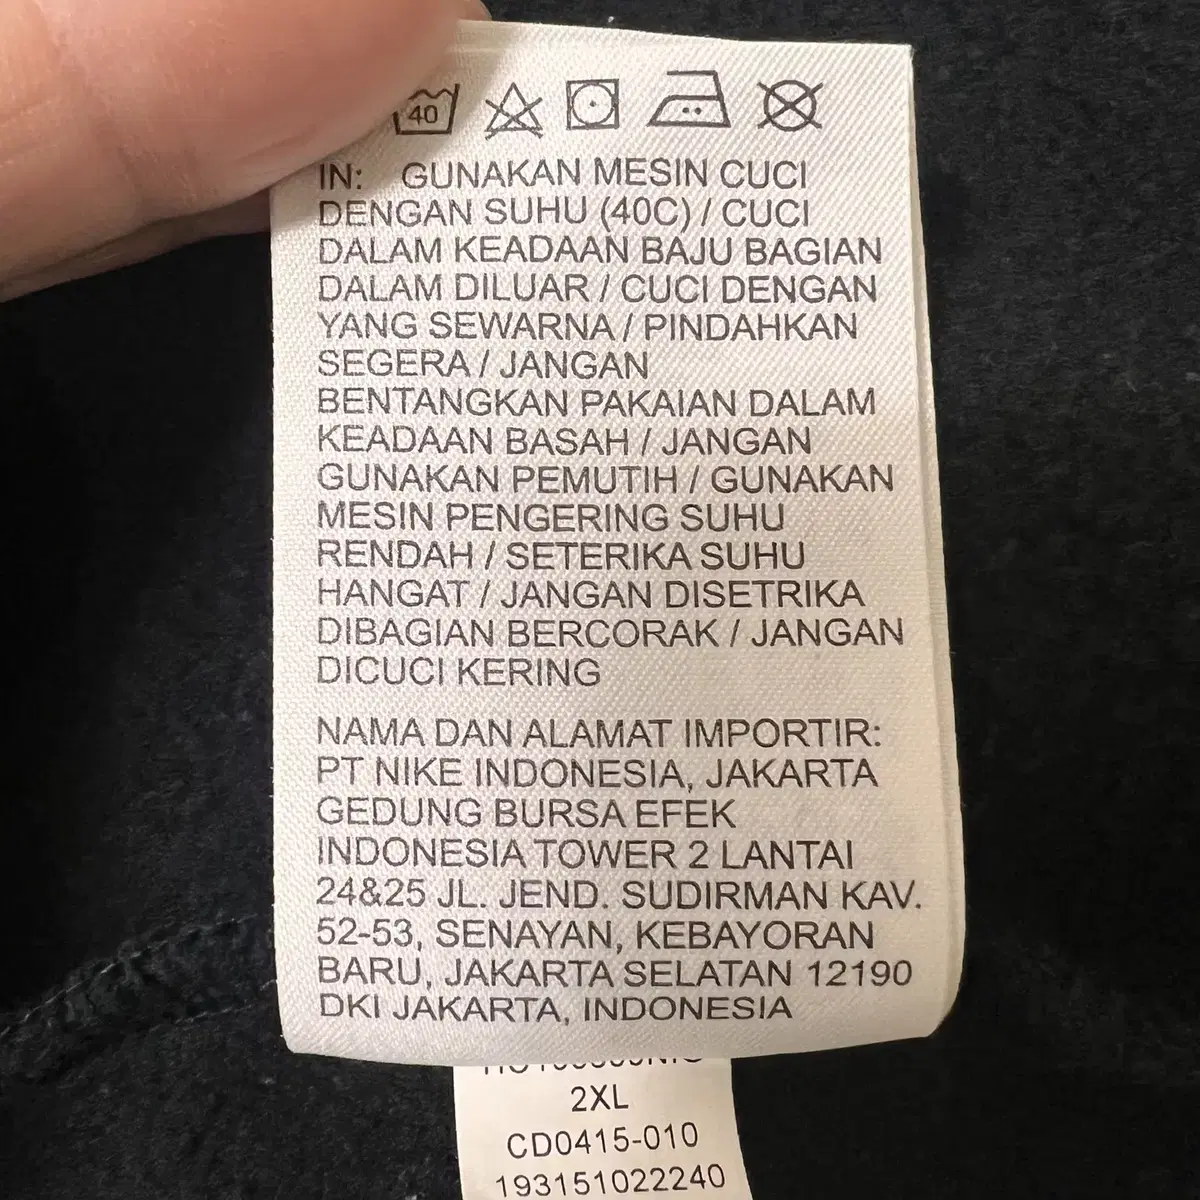 40
IN: GUNAKAN MESIN CUCI
DENGAN SUHU (40C) / CUCI
DALAM KEADAAN BAJU BAGIAN
DALAM DILUAR / CUCI DENGAN
YANG SEWARNA / PINDAHKAN
SEGERA / JANGAN
BENTANGKAN PAKAIAN DALAM
KEADAAN BASAH / JANGAN
GUNAKAN PEMUTIH / GUNAKAN
MESIN PENGERING SUHU
RENDAH / SETERIKA SUHU
HANGAT / JANGAN DISETRIKA
DIBAGIAN BERCORAK / JANGAN
DICUCI KERING
NAMA DAN ALAMAT IMPORTIR:
PT NIKE INDONESIA, JAKARTA
GEDUNG BURSA EFEK
INDONESIA TOWER 2 LANTAI
24&25 JL. JEND. SUDIRMAN KAV.
52-53, SENAYAN, KEBAYORAN
BARU, JAKARTA SELATAN 12190
DKI JAKARTA, INDONESIA
2XL
CD0415-010
193151022240